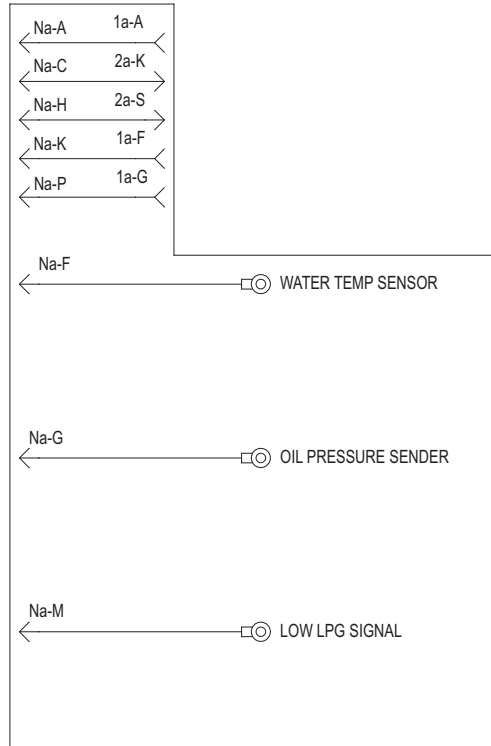 Na-A 1a-A
Na-C 2a-K
Na-H 2a-S
Na-K 1a-F
Na-P 1a-G
Na-F
WATER TEMP SENSOR
Na-G
OIL PRESSURE SENDER
Na-M
LOW LPG SIGNAL